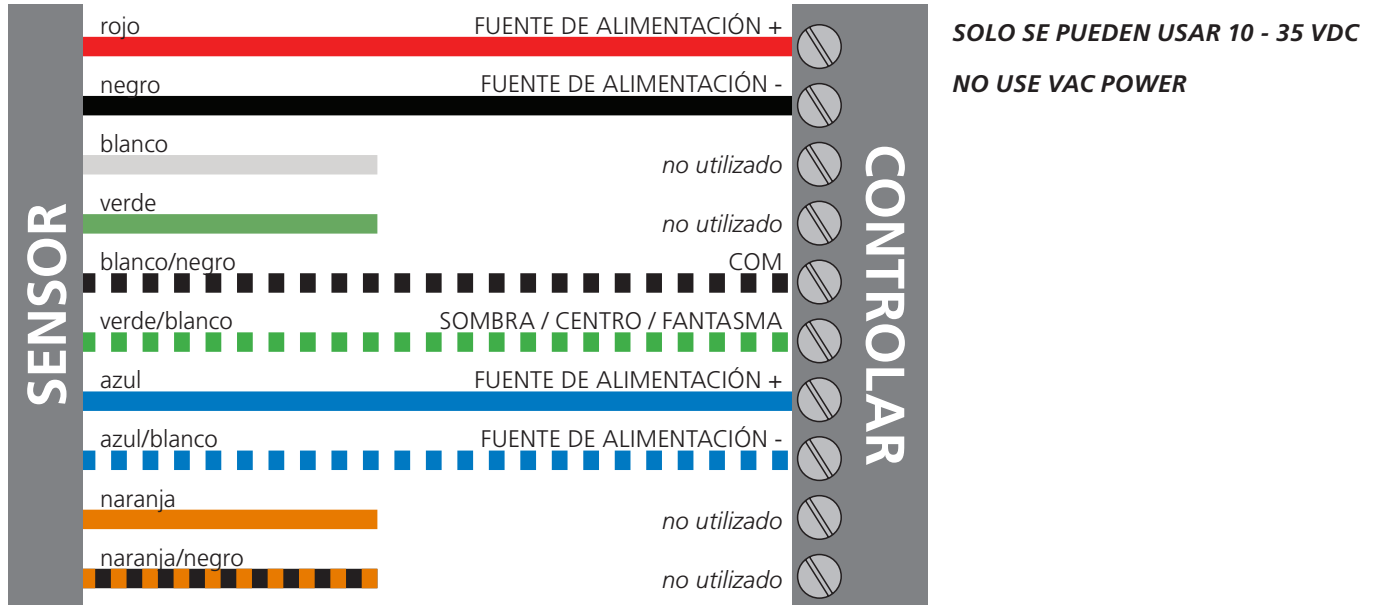 rojo FUENTE DE ALIMENTACIÓN +
SOLO SE PUEDEN USAR 10 - 35 VDC
negro FUENTE DE ALIMENTACIÓN -
NO USE VAC POWER
blanco no utilizado
verde no utilizado
blanco/negro COM
verde/blanco SOMBRA / CENTRO / FANTASMA
azul FUENTE DE ALIMENTACIÓN +
azul/blanco FUENTE DE ALIMENTACIÓN -
naranja no utilizado
naranja/negro no utilizado
SENSOR
CONTROLAR